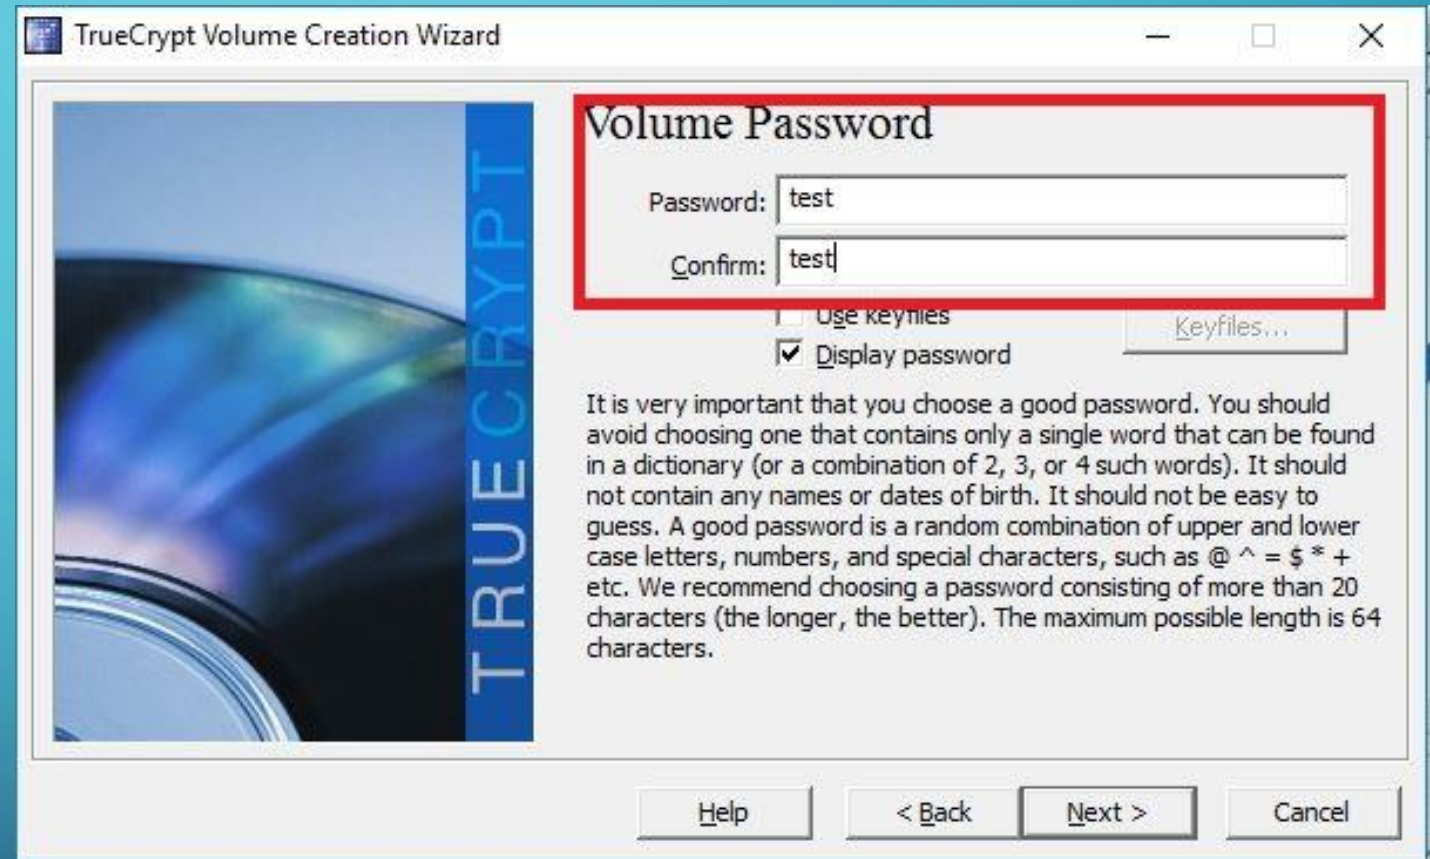 TrueCrypt Volume Creation Wizard
TRUECRYPT
Volume Password
Password: test
Confirm: test
Use keyfiles
Keyfiles...
Display password
It is very important that you choose a good password. You should
avoid choosing one that contains only a single word that can be found
in a dictionary (or a combination of 2, 3, or 4 such words). It should
not contain any names or dates of birth. It should not be easy to
guess. A good password is a random combination of upper and lower
case letters, numbers, and special characters, such as @ ^ = $ * +
etc. We recommend choosing a password consisting of more than 20
characters (the longer, the better). The maximum possible length is 64
characters.
Help
< Back
Next >
Cancel